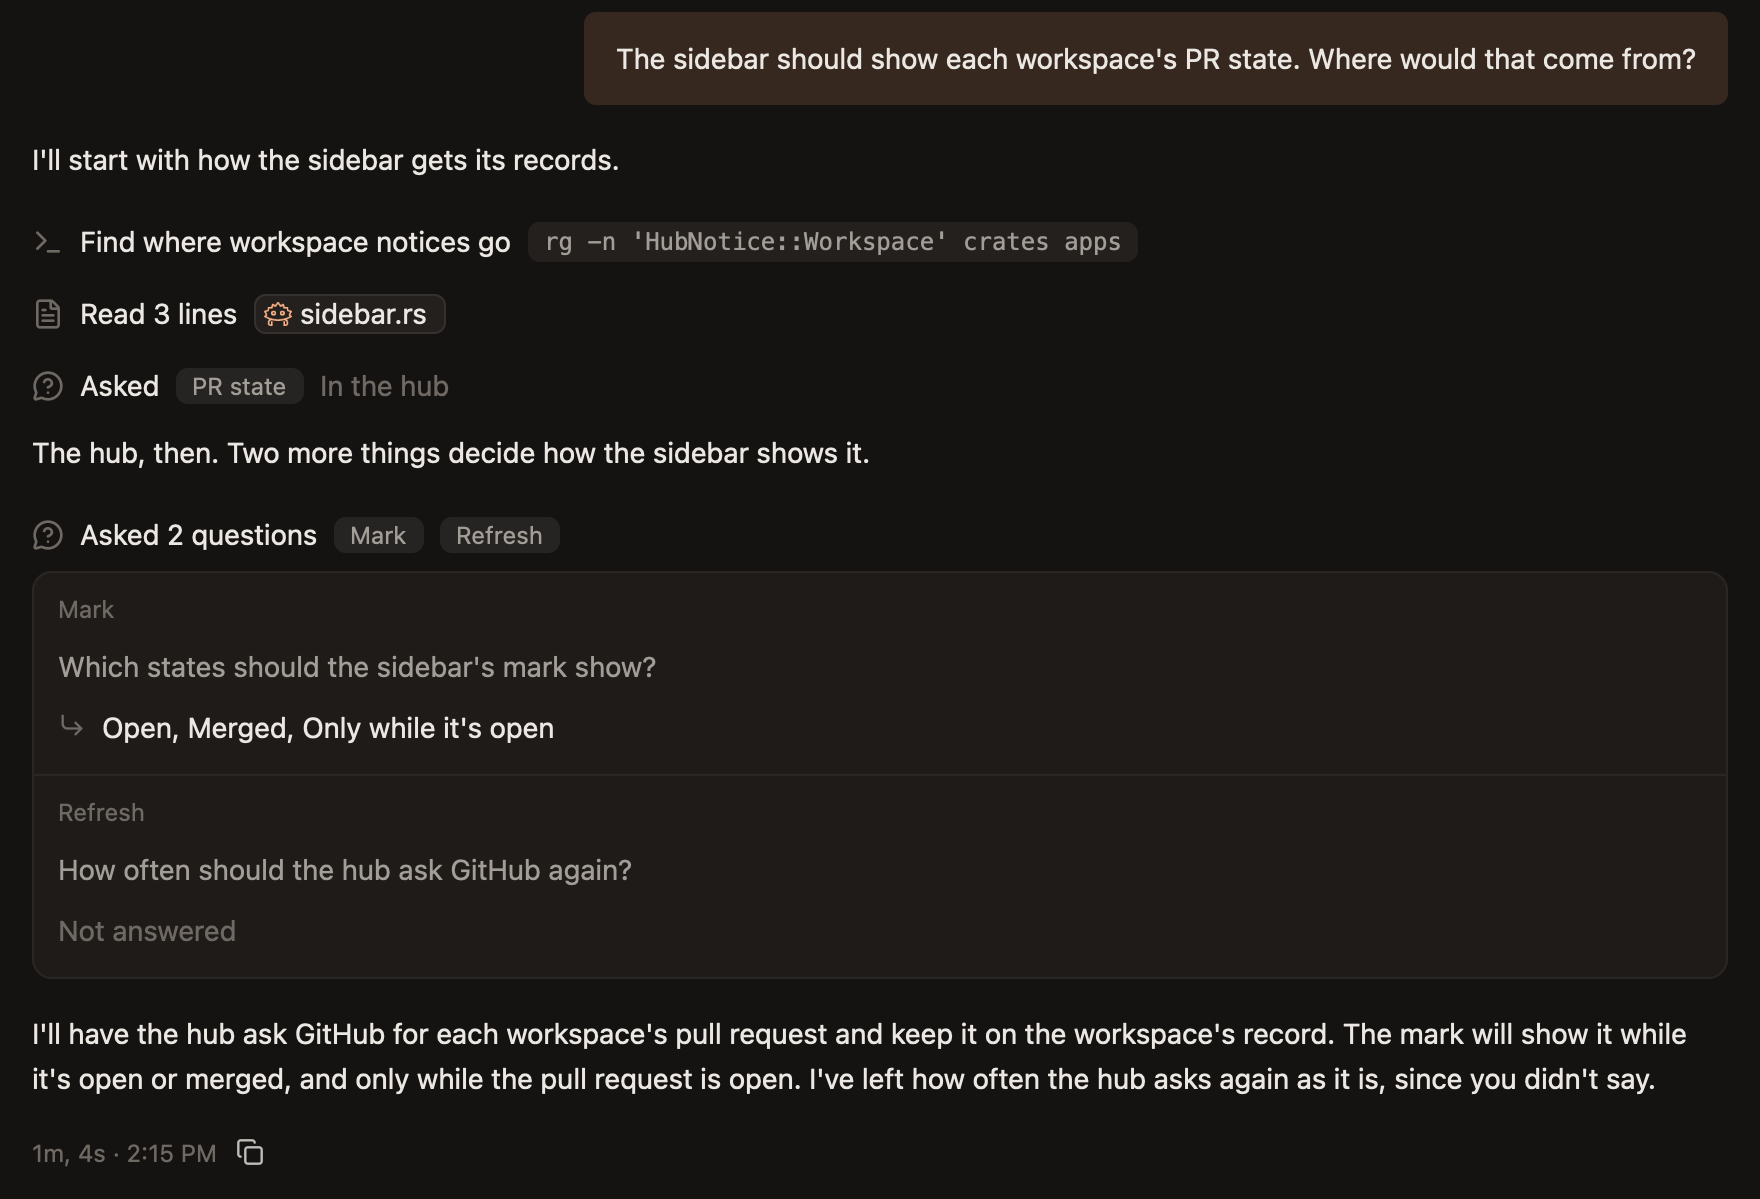 The sidebar should show each workspace's PR state. Where would that come from?
I'll start with how the sidebar gets its records.
Find where workspace notices go rg -n 'HubNotice::Workspace' crates apps
Read 3 lines sidebar.rs
Asked PR state In the hub
The hub, then. Two more things decide how the sidebar shows it.
Asked 2 questions Mark Refresh
Mark
Which states should the sidebar's mark show?
Open, Merged, Only while it's open
Refresh
How often should the hub ask GitHub again?
Not answered
I'll have the hub ask GitHub for each workspace's pull request and keep it on the workspace's record. The mark will show it while
it's open or merged, and only while the pull request is open. I've left how often the hub asks again as it is, since you didn't say.
1m, 4s · 2:15 PM